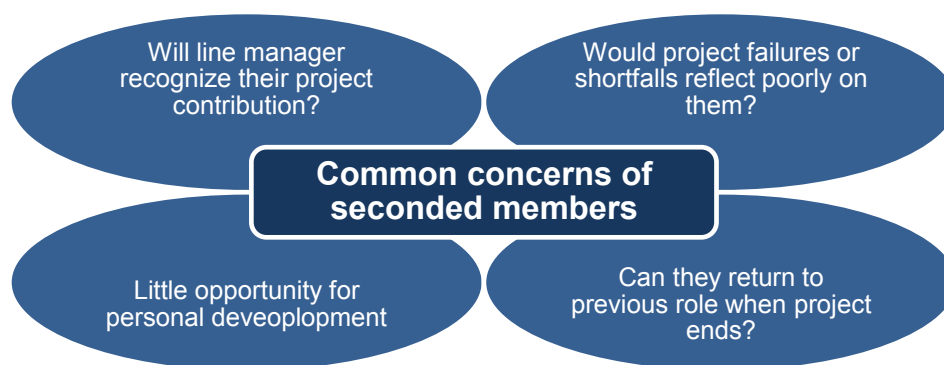 Will line manager
recognize their project
contribution?
Would project failures or
shortfalls reflect poorly on
them?
Common concerns of
seconded members
Little opportunity for
personal deveoplopment
Can they return to
previous role when project
ends?